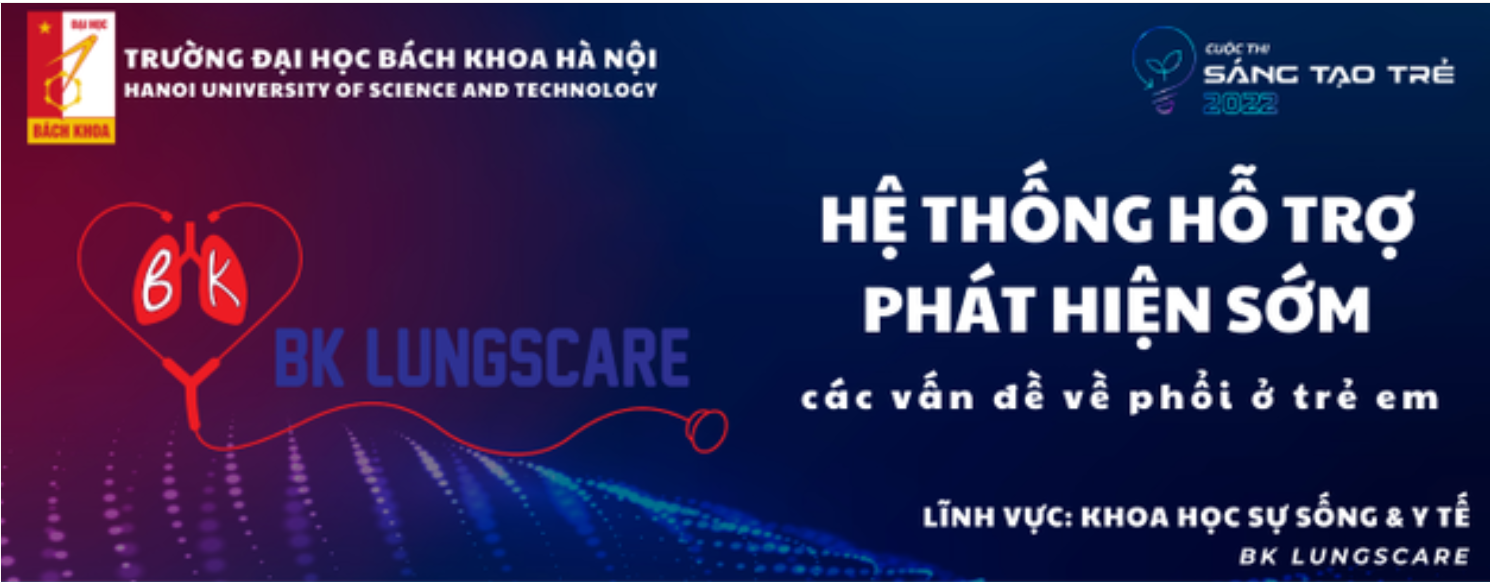 ĐẠI HỌC
BÁCH KHOA
TRƯỜNG ĐẠI HỌC BÁCH KHOA HÀ NỘI
HANOI UNIVERSITY OF SCIENCE AND TECHNOLOGY
CUỘC THI
SÁNG TẠO TRẺ
2022
BK
BK LUNGSCARE
HỆ THỐNG HỖ TRỢ
PHÁT HIỆN SỚM
các vấn đề về phổi ở trẻ em
LĨNH VỰC: KHOA HỌC SỰ SỐNG & Y TẾ
BK LUNGSCARE